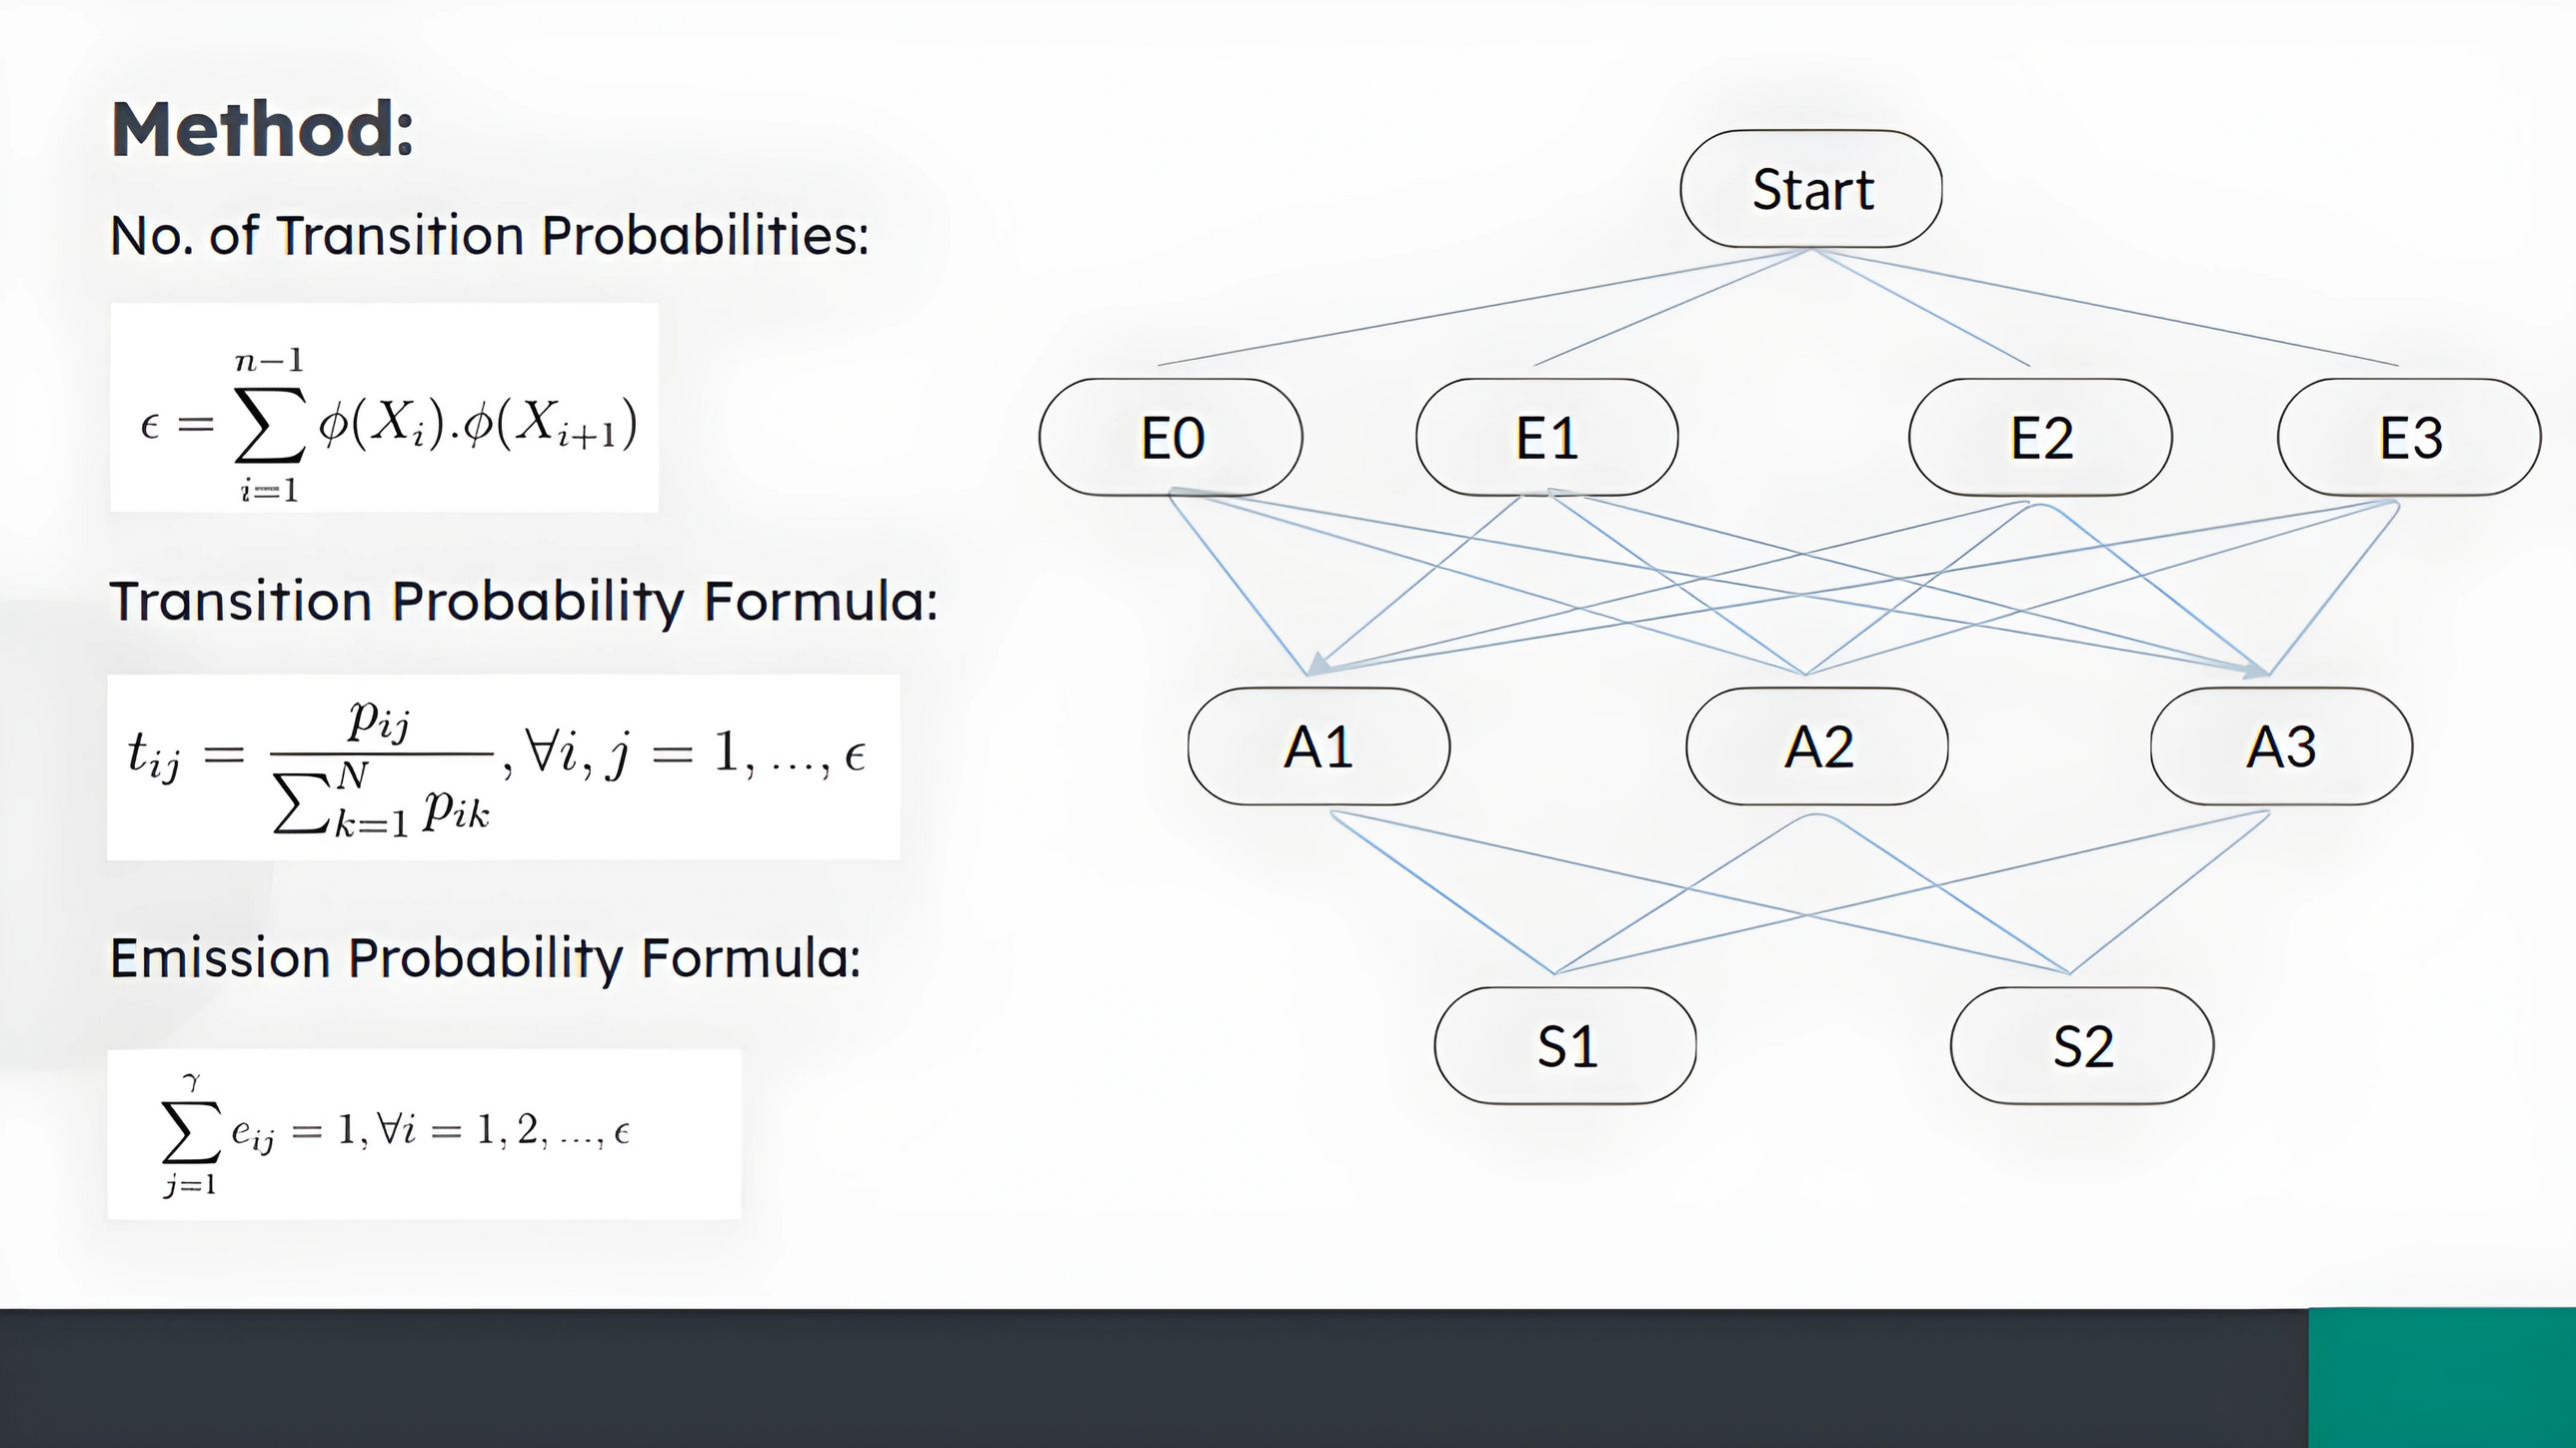 Method:
No. of Transition Probabilities:
ϵ = ∑_{i=1}^{n−1} ϕ(X_i).ϕ(X_{i+1})
Transition Probability Formula:
t_{ij} = p_{ij} / ∑_{k=1}^{N} p_{ik}, ∀i, j = 1, ..., ϵ
Emission Probability Formula:
∑_{j=1}^{γ} e_{ij} = 1, ∀i = 1, 2, ..., ϵ
Start
E0 E1 E2 E3
A1 A2 A3
S1 S2